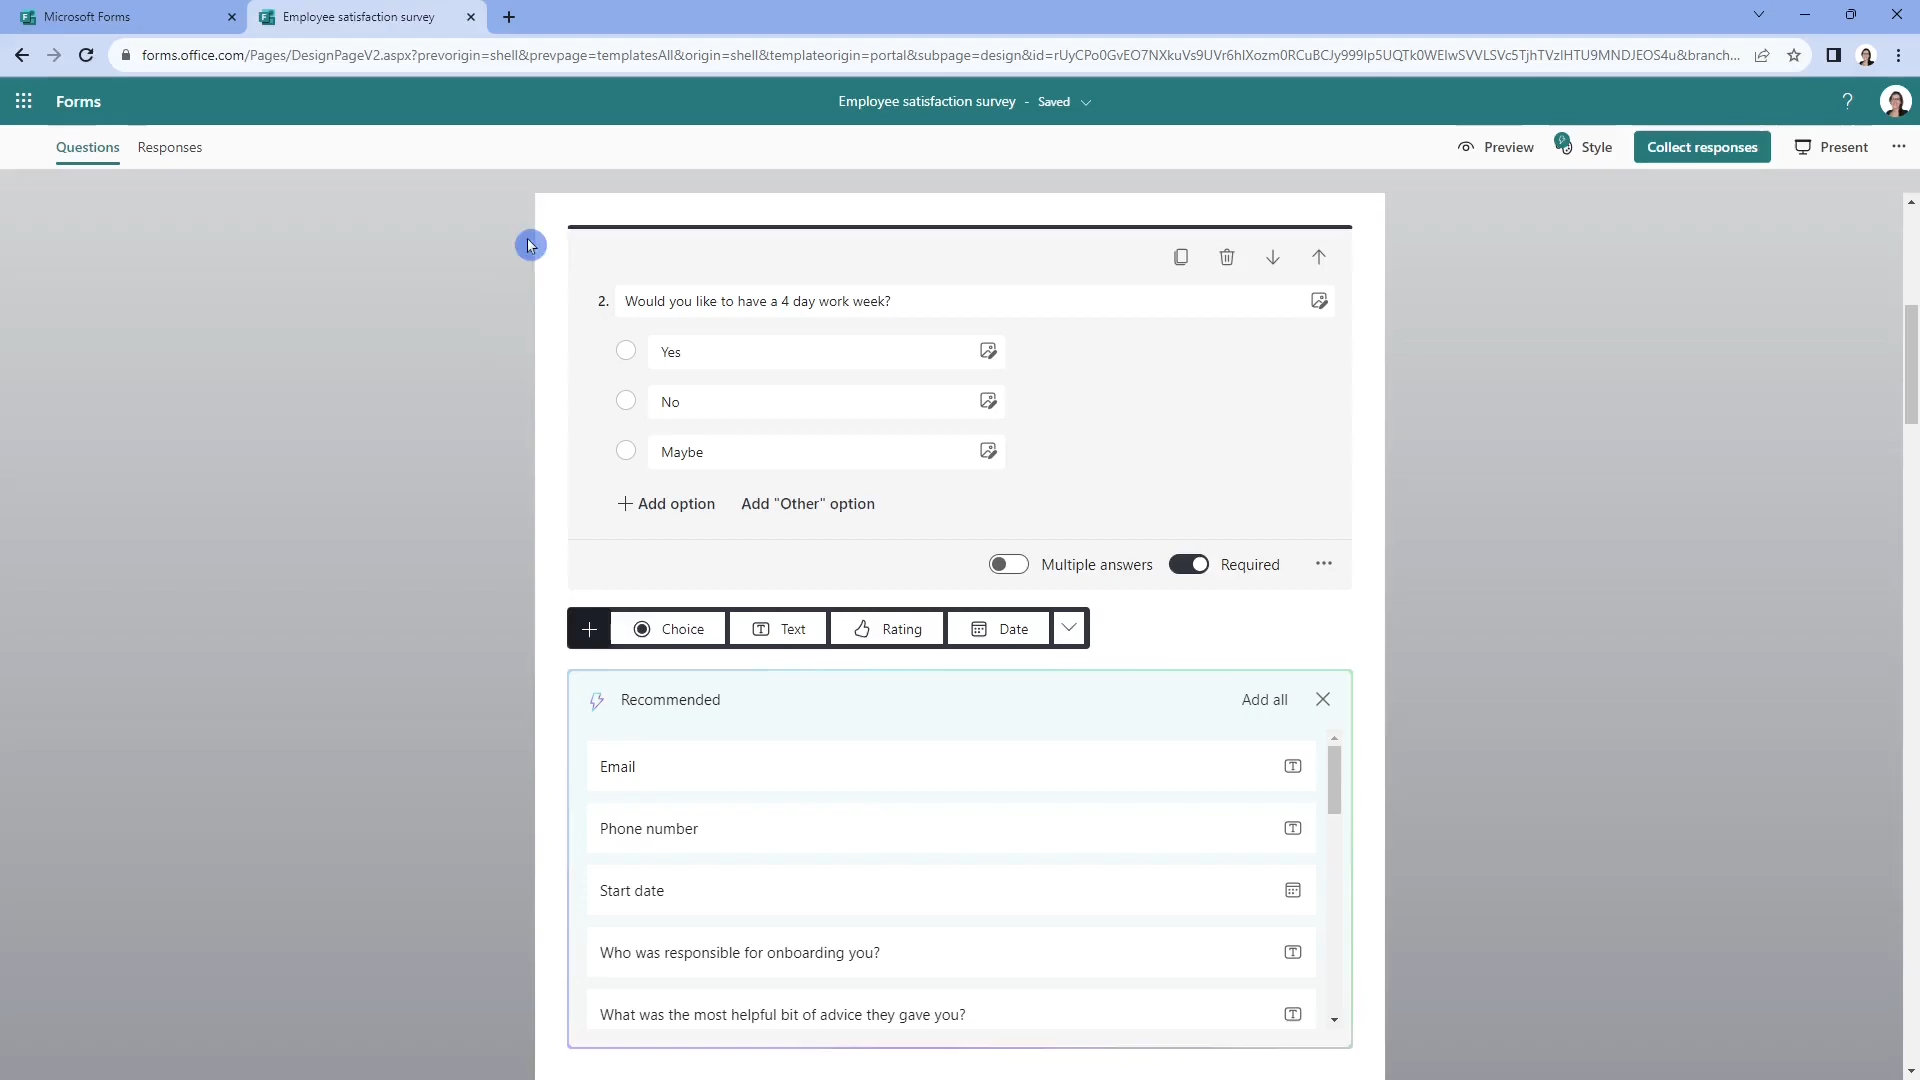 Microsoft Forms
Employee satisfaction survey
forms.office.com/Pages/DesignPageV2.aspx?prevorigin=shell&prevpage=templatesAll&origin=shell&templateorigin=portal&subpage=design&id=rUyCPo0GvEO7NXkuVs9UVr6hlXozm0RCuBCJy999Ip5UQTk0WEIwSVVLSVc5TjhTVzlHTU9MNDJEOS4u&branch...
Forms
Employee satisfaction survey - Saved
?
Questions
Responses
Preview
Style
Collect responses
Present
2. Would you like to have a 4 day work week?
Yes
No
Maybe
Add option
Add "Other" option
Multiple answers
Required
Choice
Text
Rating
Date
Recommended
Add all
Email
Phone number
Start date
Who was responsible for onboarding you?
What was the most helpful bit of advice they gave you?